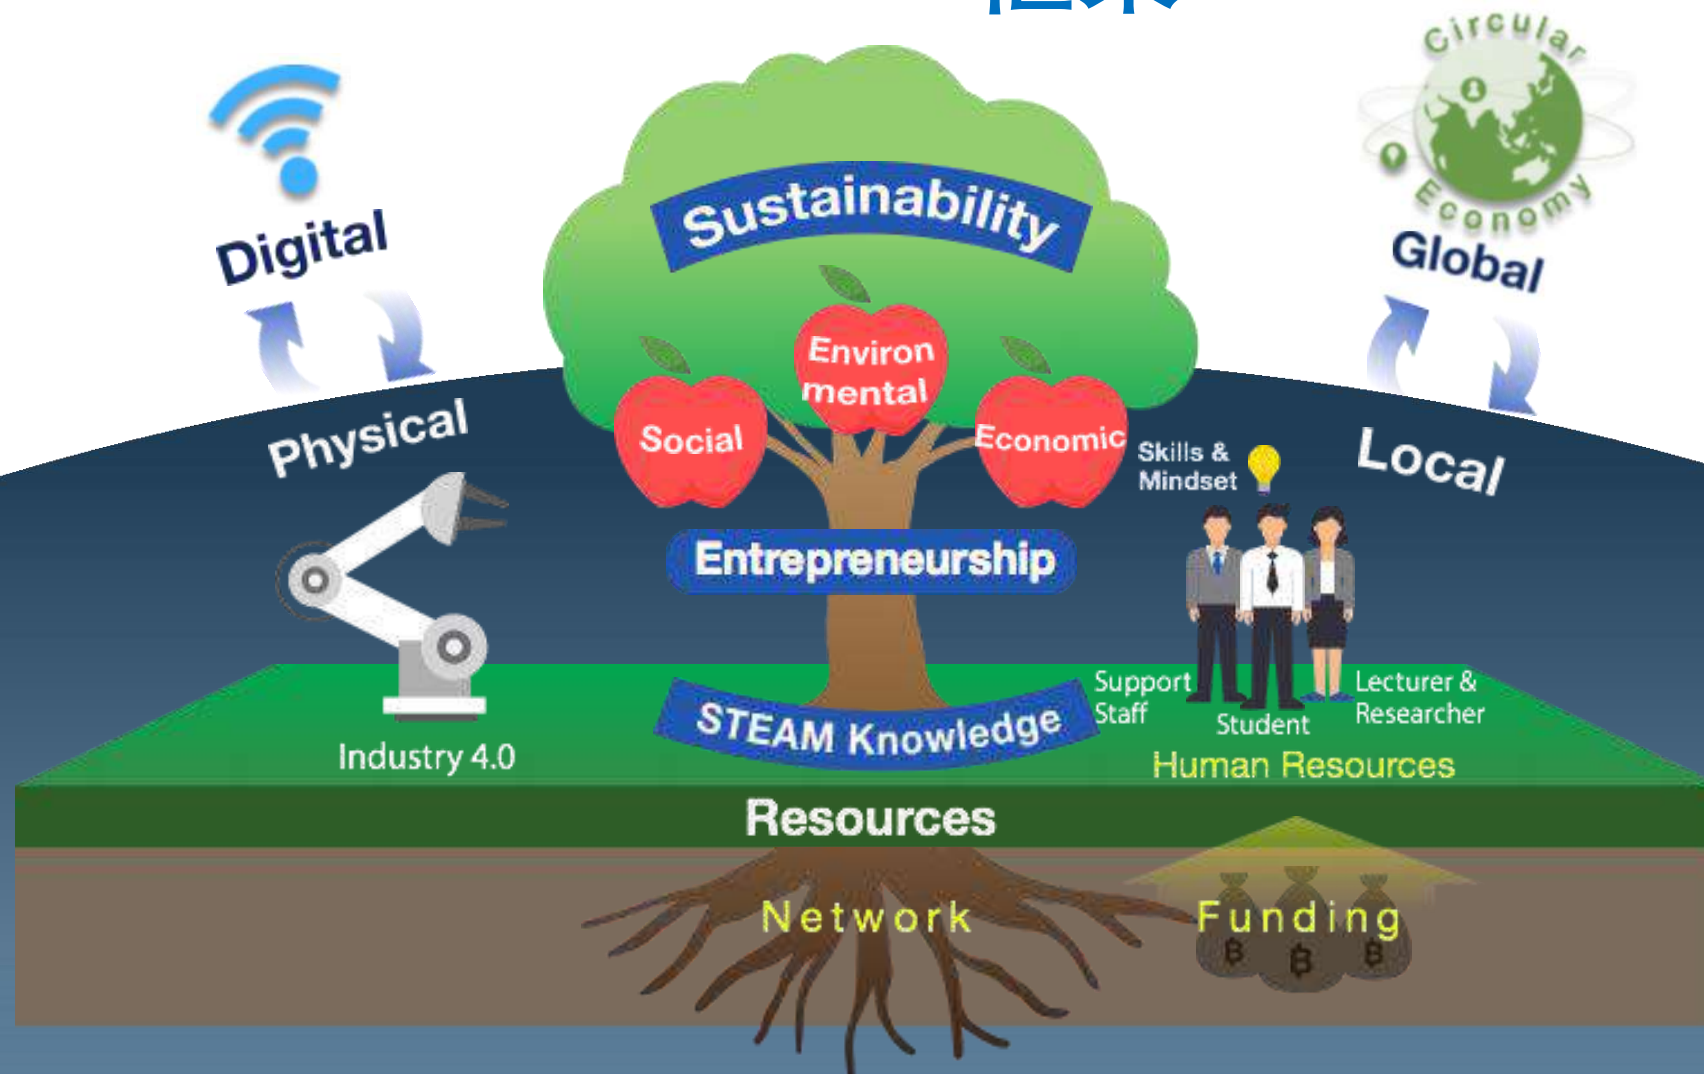 Circular
Economy
Digital
Sustainability
Global
Environ
mental
Social
Economic
Physical
Skills &
Mindset
Local
Entrepreneurship
Support
Staff
Student
Lecturer &
Researcher
STEAM Knowledge
Industry 4.0
Human Resources
Resources
Network
Funding
฿ ฿ ฿